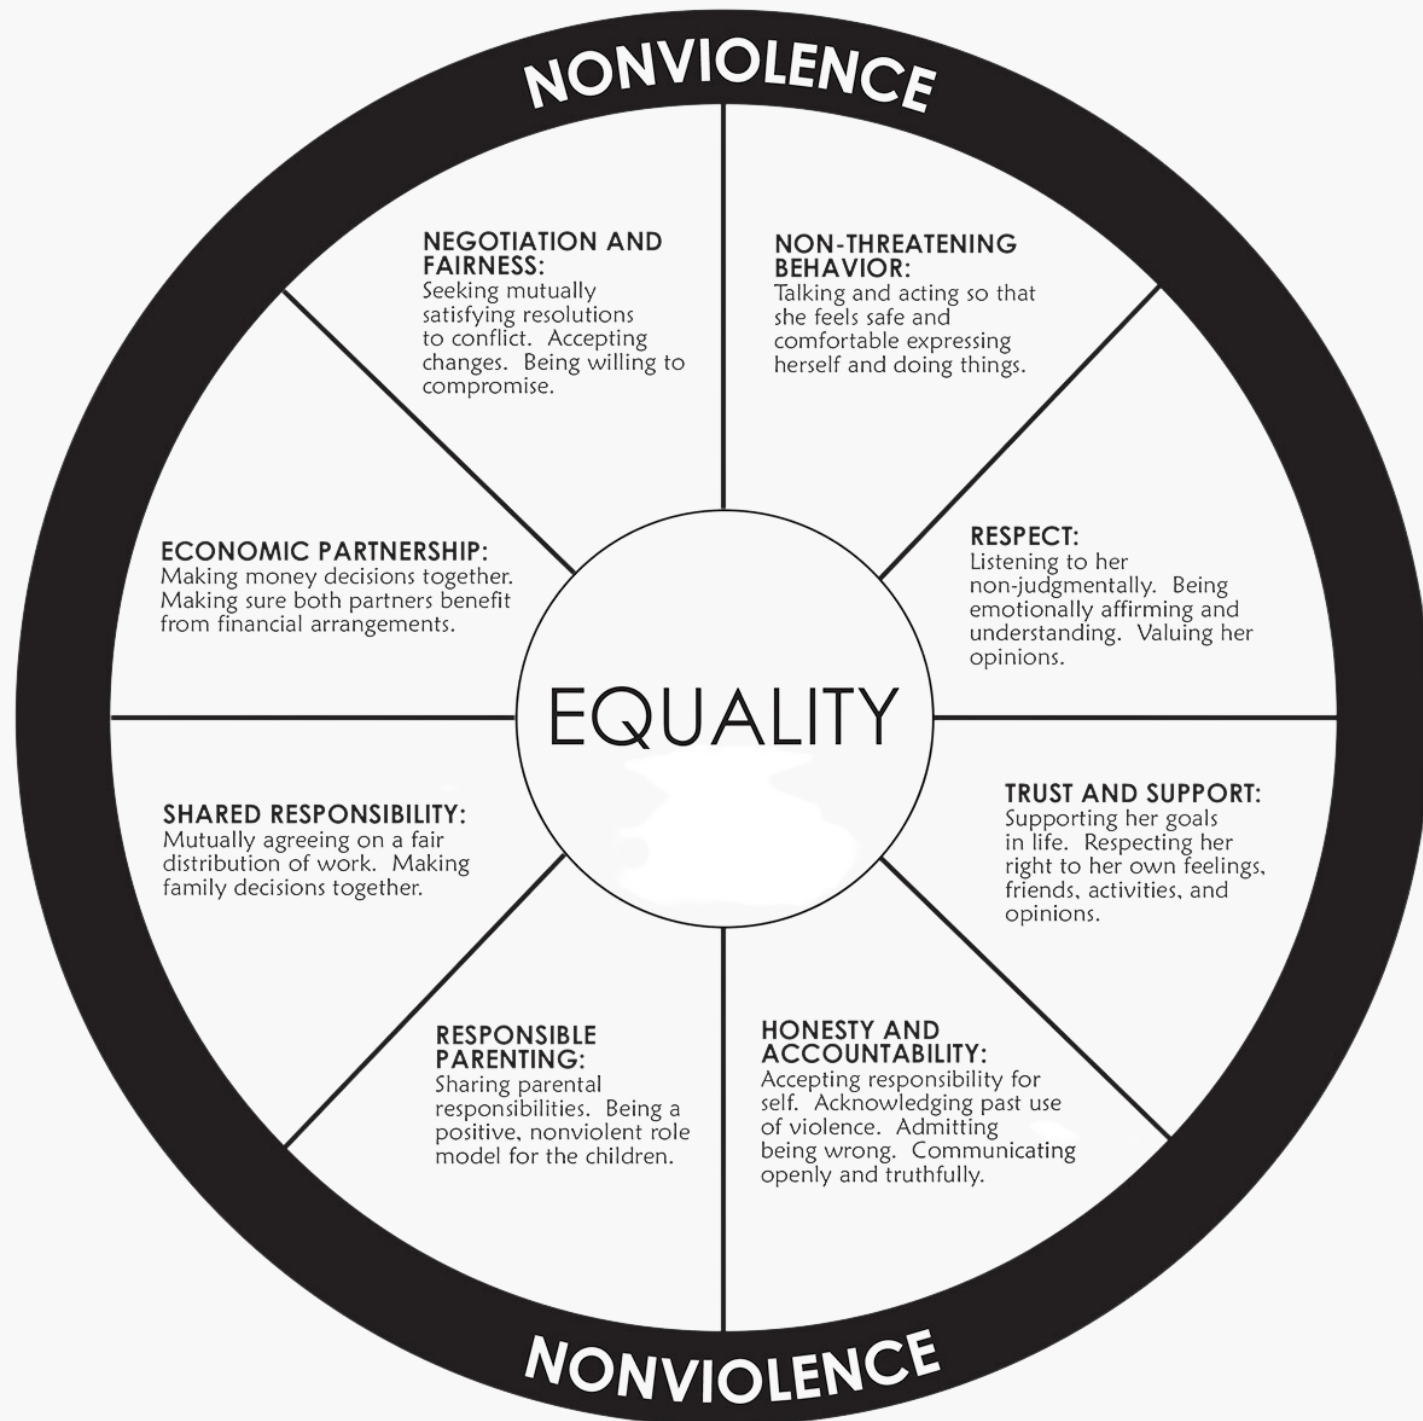 NONVIOLENCE
NEGOTIATION AND
FAIRNESS:
Seeking mutually
satisfying resolutions
to conflict. Accepting
changes. Being willing to
compromise.
NON-THREATENING
BEHAVIOR:
Talking and acting so that
she feels safe and
comfortable expressing
herself and doing things.
ECONOMIC PARTNERSHIP:
Making money decisions together.
Making sure both partners benefit
from financial arrangements.
RESPECT:
Listening to her
non-judgmentally. Being
emotionally affirming and
understanding. Valuing her
opinions.
EQUALITY
SHARED RESPONSIBILITY:
Mutually agreeing on a fair
distribution of work. Making
family decisions together.
TRUST AND SUPPORT:
Supporting her goals
in life. Respecting her
right to her own feelings,
friends, activities, and
opinions.
RESPONSIBLE
PARENTING:
Sharing parental
responsibilities. Being a
positive, nonviolent role
model for the children.
HONESTY AND
ACCOUNTABILITY:
Accepting responsibility for
self. Acknowledging past use
of violence. Admitting
being wrong. Communicating
openly and truthfully.
NONVIOLENCE